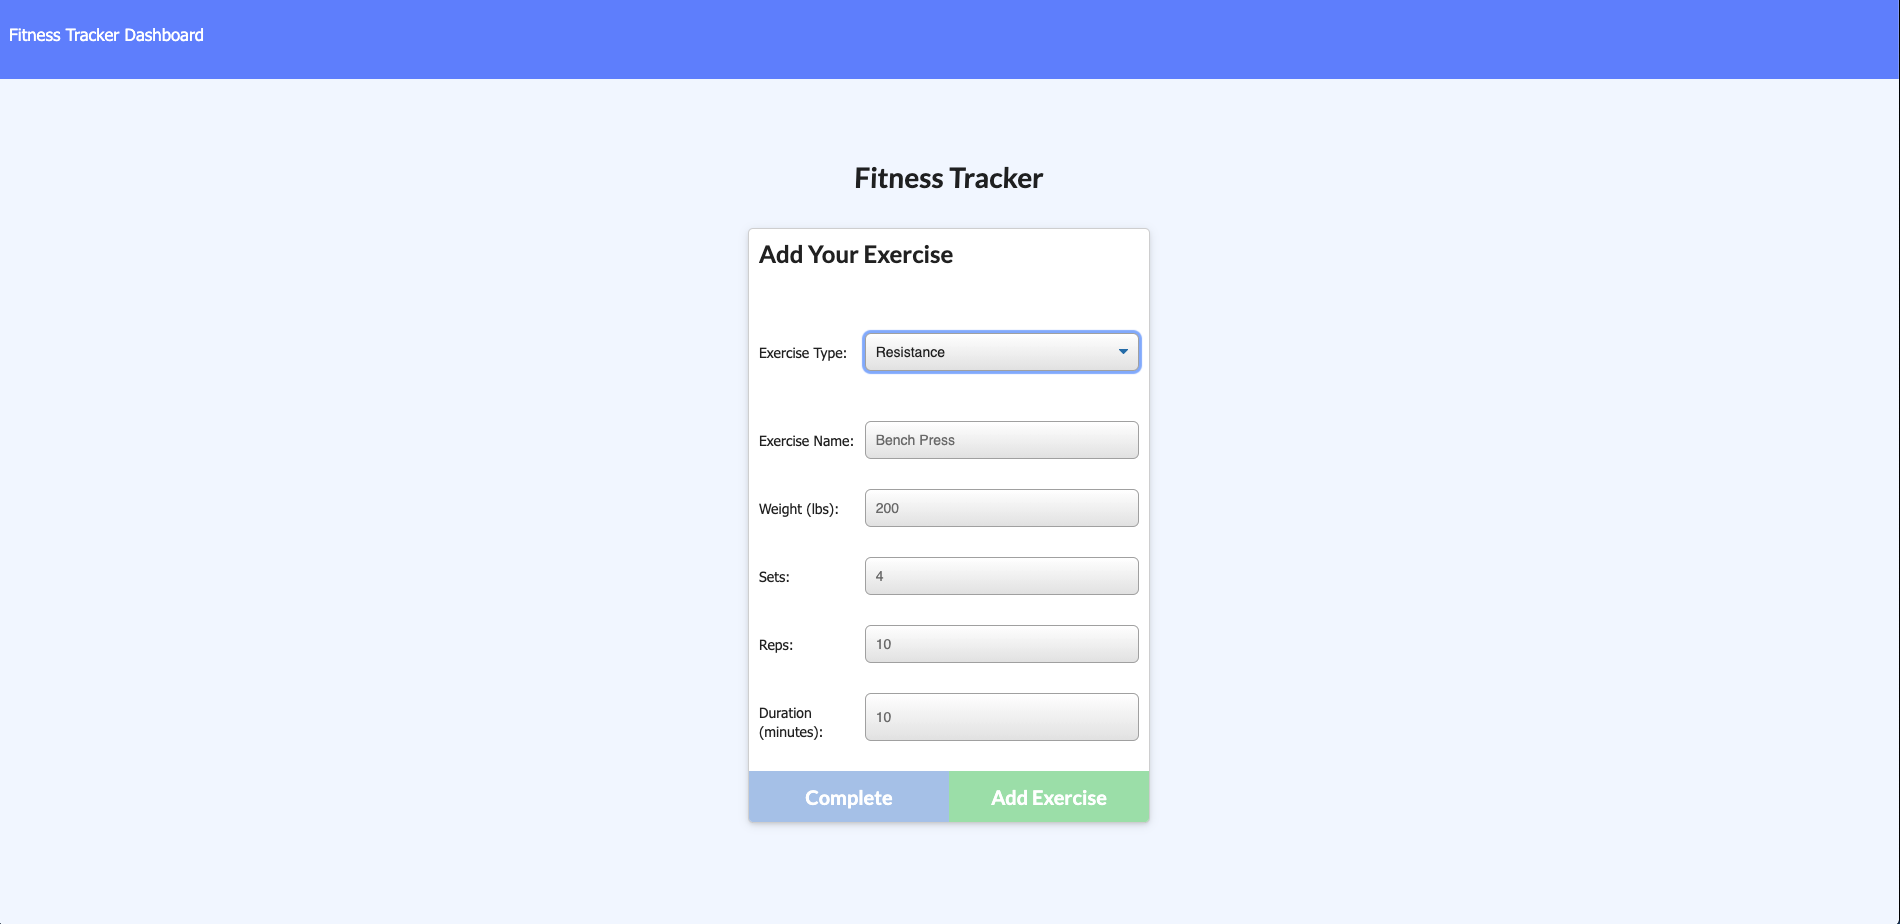 Fitness Tracker Dashboard
Fitness Tracker
Add Your Exercise
Exercise Type: Resistance
Exercise Name: Bench Press
Weight (lbs): 200
Sets: 4
Reps: 10
Duration
(minutes): 10
Complete Add Exercise